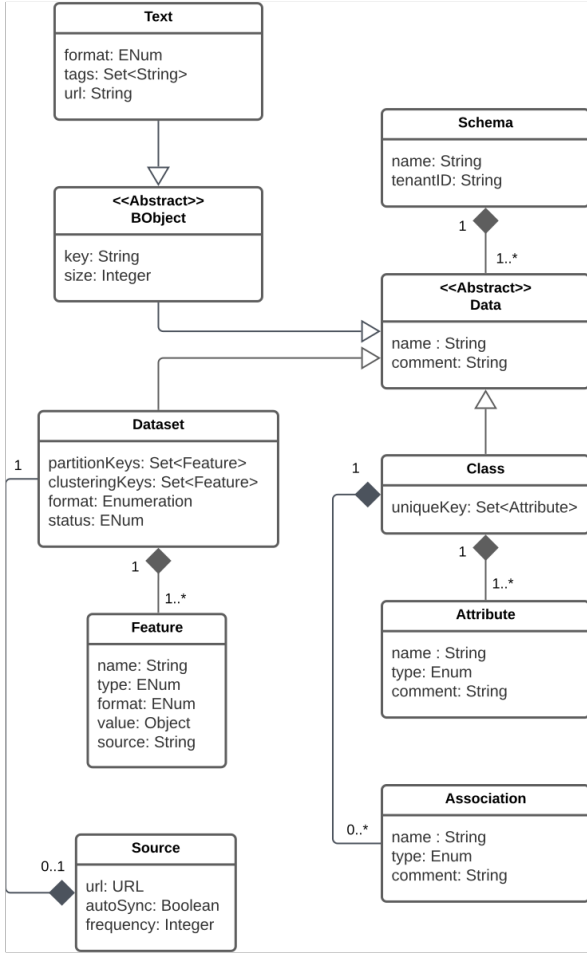 Text
format: ENum
tags: Set<String>
url: String
Schema
name: String
tenantID: String
1
1..*
<<Abstract>>
BObject
key: String
size: Integer
<<Abstract>>
Data
name : String
comment: String
Dataset
partitionKeys: Set<Feature>
clusteringKeys: Set<Feature>
format: Enumeration
status: ENum
1
1
1..*
Class
uniqueKey: Set<Attribute>
1
1
1..*
Feature
name: String
type: ENum
format: ENum
value: Object
source: String
Attribute
name : String
type: Enum
comment: String
Association
name : String
type: Enum
comment: String
0..*
Source
url: URL
autoSync: Boolean
frequency: Integer
0..1